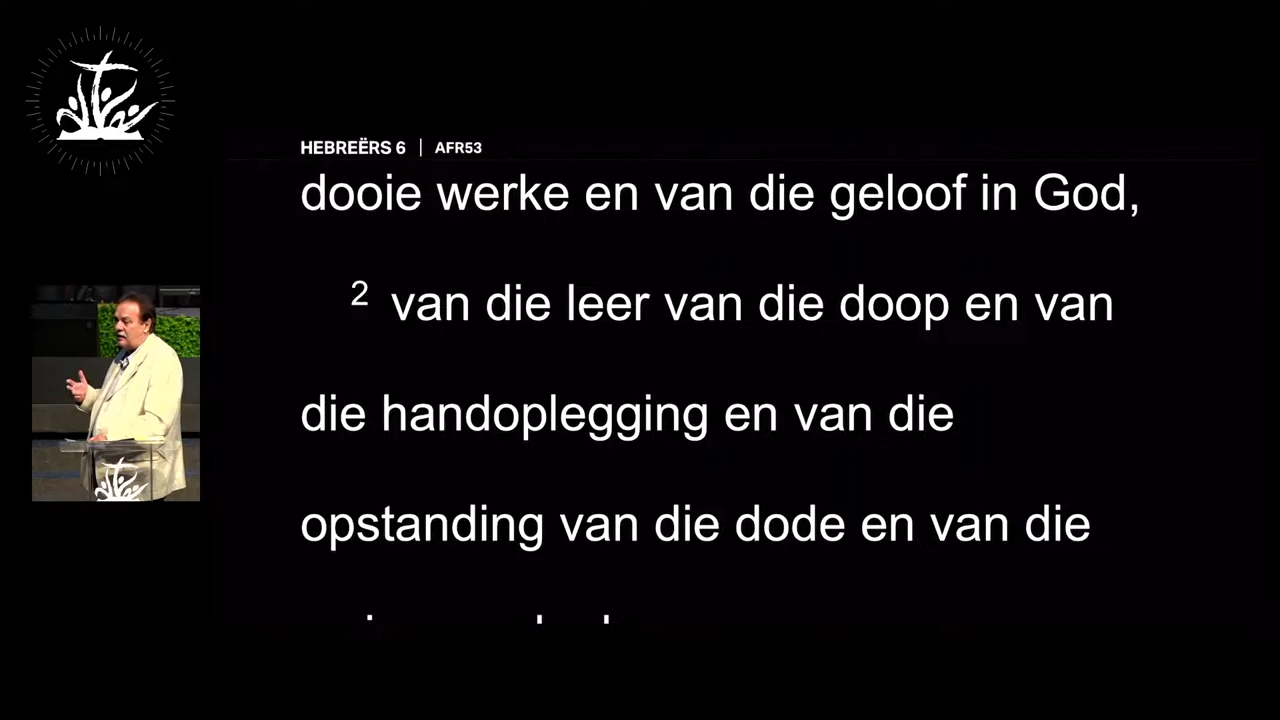 HEBREËRS 6 | AFR53
dooie werke en van die geloof in God,
2 van die leer van die doop en van
die handoplegging en van die
opstanding van die dode en van die